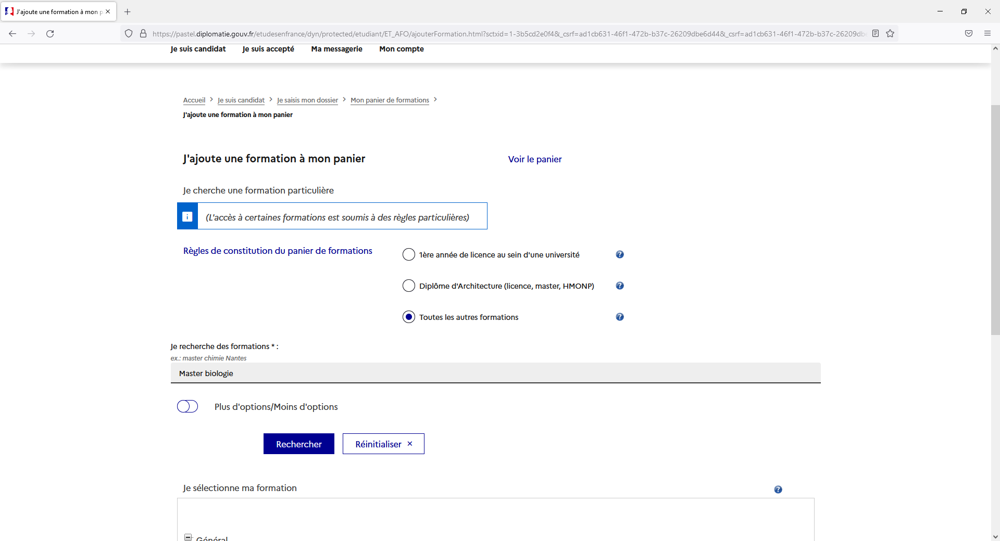 J'ajoute une formation à mon p
https://pastel.diplomatie.gouv.fr/etudesenfrance/dyn/protected/etudiant/ET_AFO/ajouterFormation.html?sctxid=1-3b5cd2e0f4&_csrf=ad1cb631-46f1-472b-b37c-26209dbe6d44&_csrf=ad1cb631-46f1-472b-b37c-26209dbe
Je suis candidat Je suis accepté Ma messagerie Mon compte
Accueil > Je suis candidat > Je saisis mon dossier > Mon panier de formations >
J'ajoute une formation à mon panier
J'ajoute une formation à mon panier
Voir le panier
Je cherche une formation particulière
(L'accès à certaines formations est soumis à des règles particulières)
Règles de constitution du panier de formations
1ère année de licence au sein d'une université
Diplôme d'Architecture (licence, master, HMONP)
Toutes les autres formations
Je recherche des formations * :
ex.: master chimie Nantes
Master biologie
Plus d'options/Moins d'options
Rechercher
Réinitialiser ×
Je sélectionne ma formation
Général